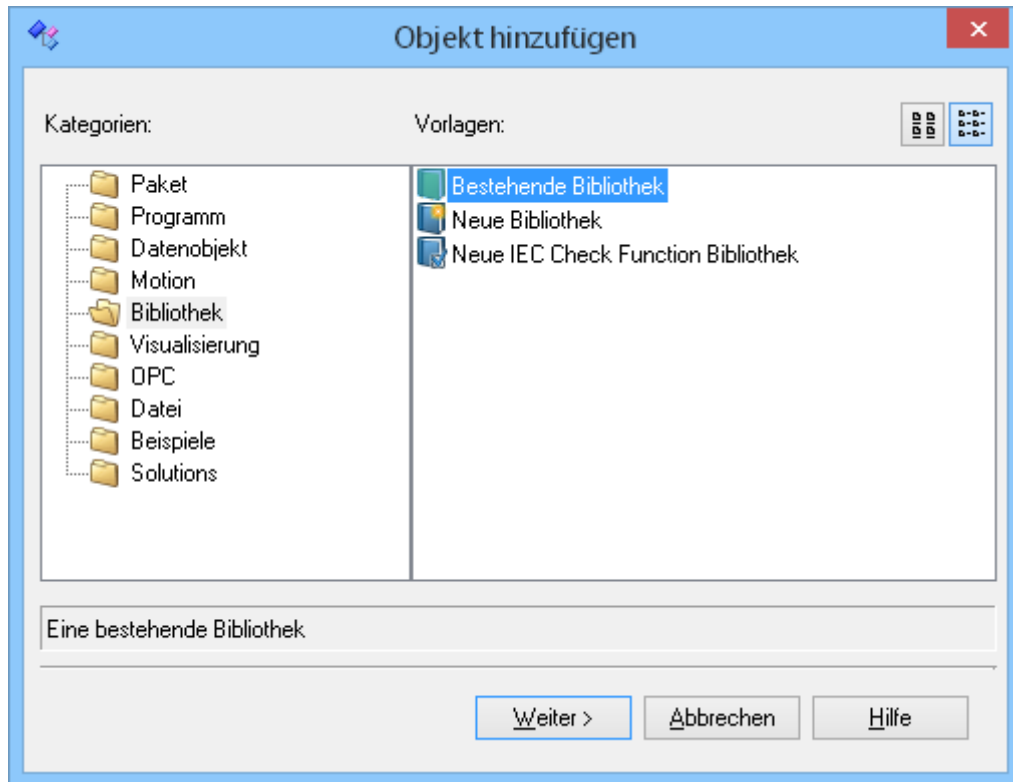 Objekt hinzufügen
Kategorien:
Vorlagen:
Paket
Programm
Datenobjekt
Motion
Bibliothek
Visualisierung
OPC
Datei
Beispiele
Solutions
Bestehende Bibliothek
Neue Bibliothek
Neue IEC Check Function Bibliothek
Eine bestehende Bibliothek
Weiter >
Abbrechen
Hilfe